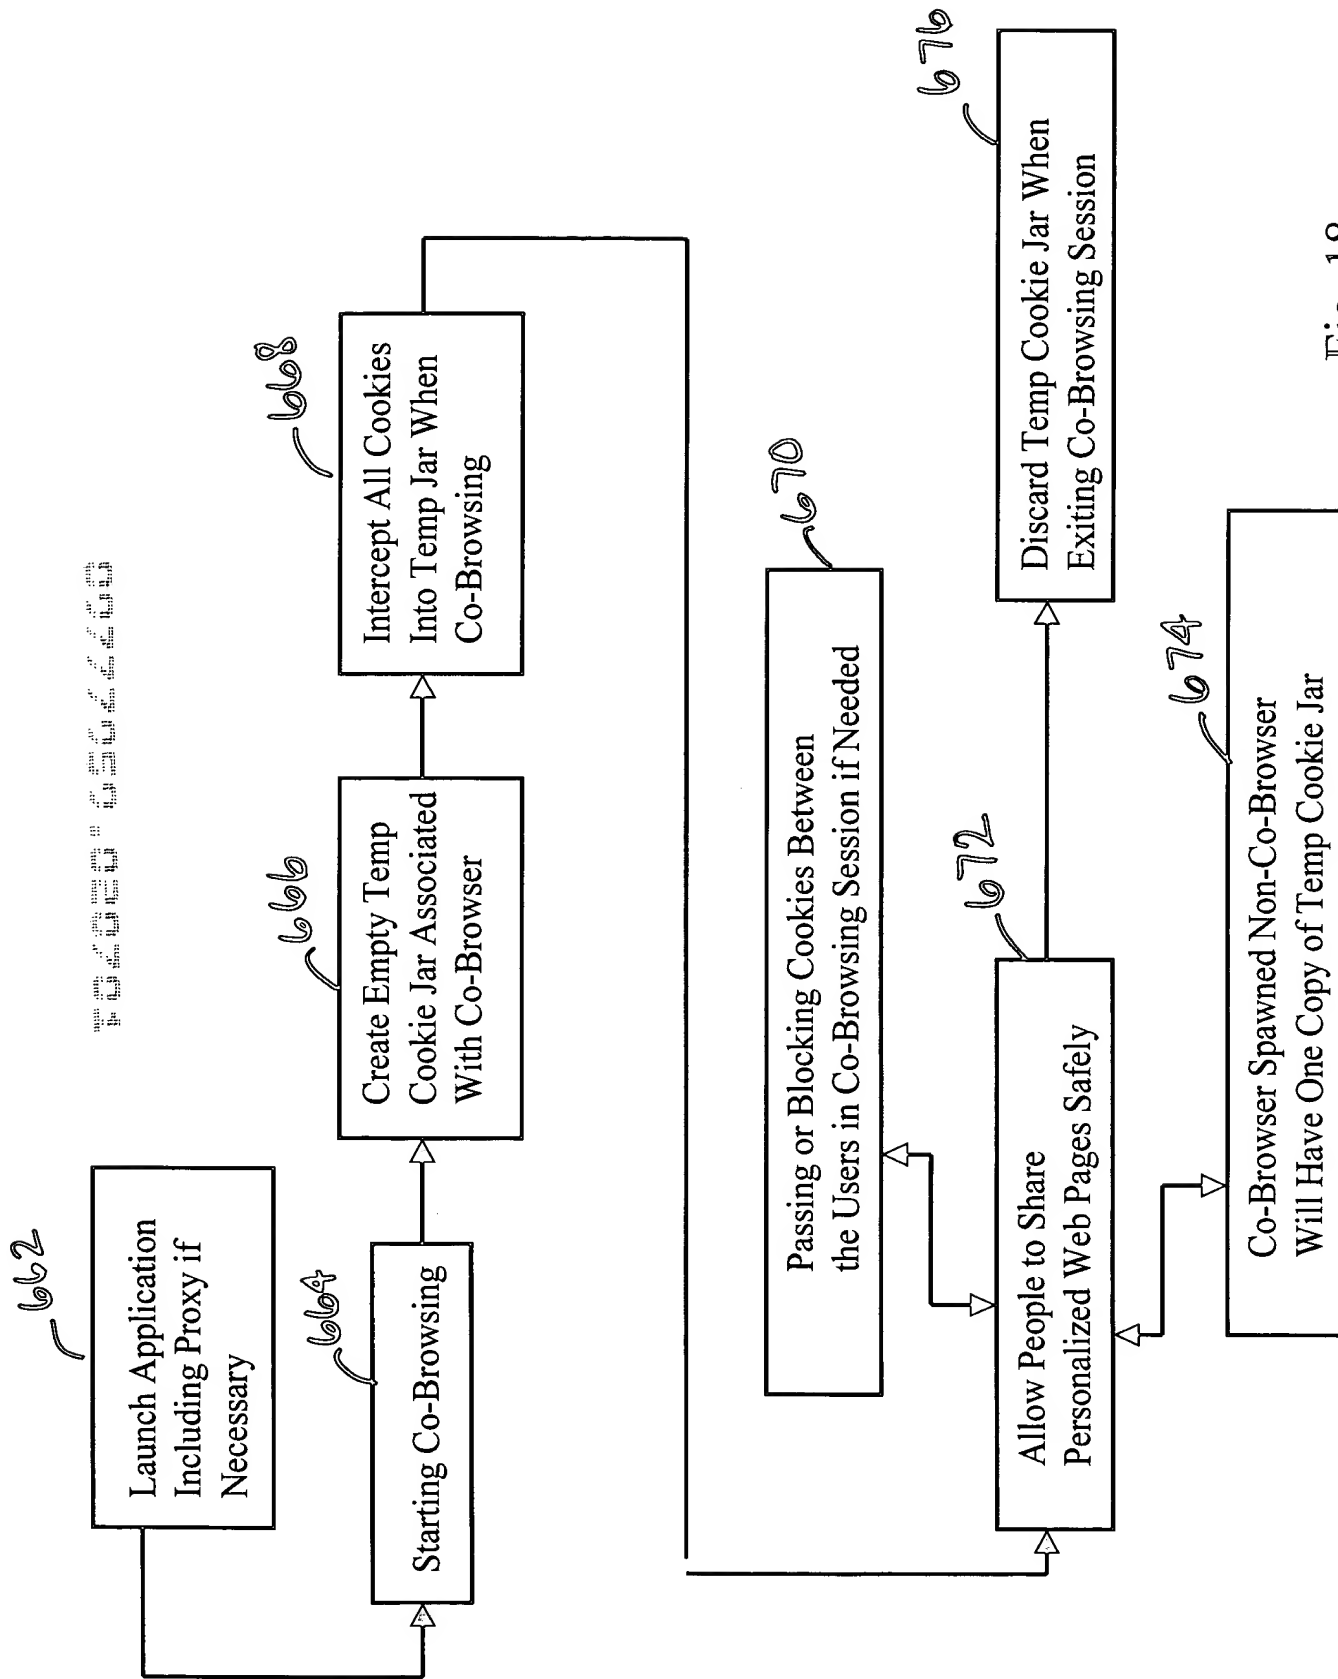 662
Launch Application
Including Proxy if
Necessary
664
Starting Co-Browsing
666
Create Empty Temp
Cookie Jar Associated
With Co-Browser
668
Intercept All Cookies
Into Temp Jar When
Co-Browsing
670
Passing or Blocking Cookies Between
the Users in Co-Browsing Session if Needed
672
Allow People to Share
Personalized Web Pages Safely
676
Discard Temp Cookie Jar When
Exiting Co-Browsing Session
674
Co-Browser Spawned Non-Co-Browser
Will Have One Copy of Temp Cookie Jar